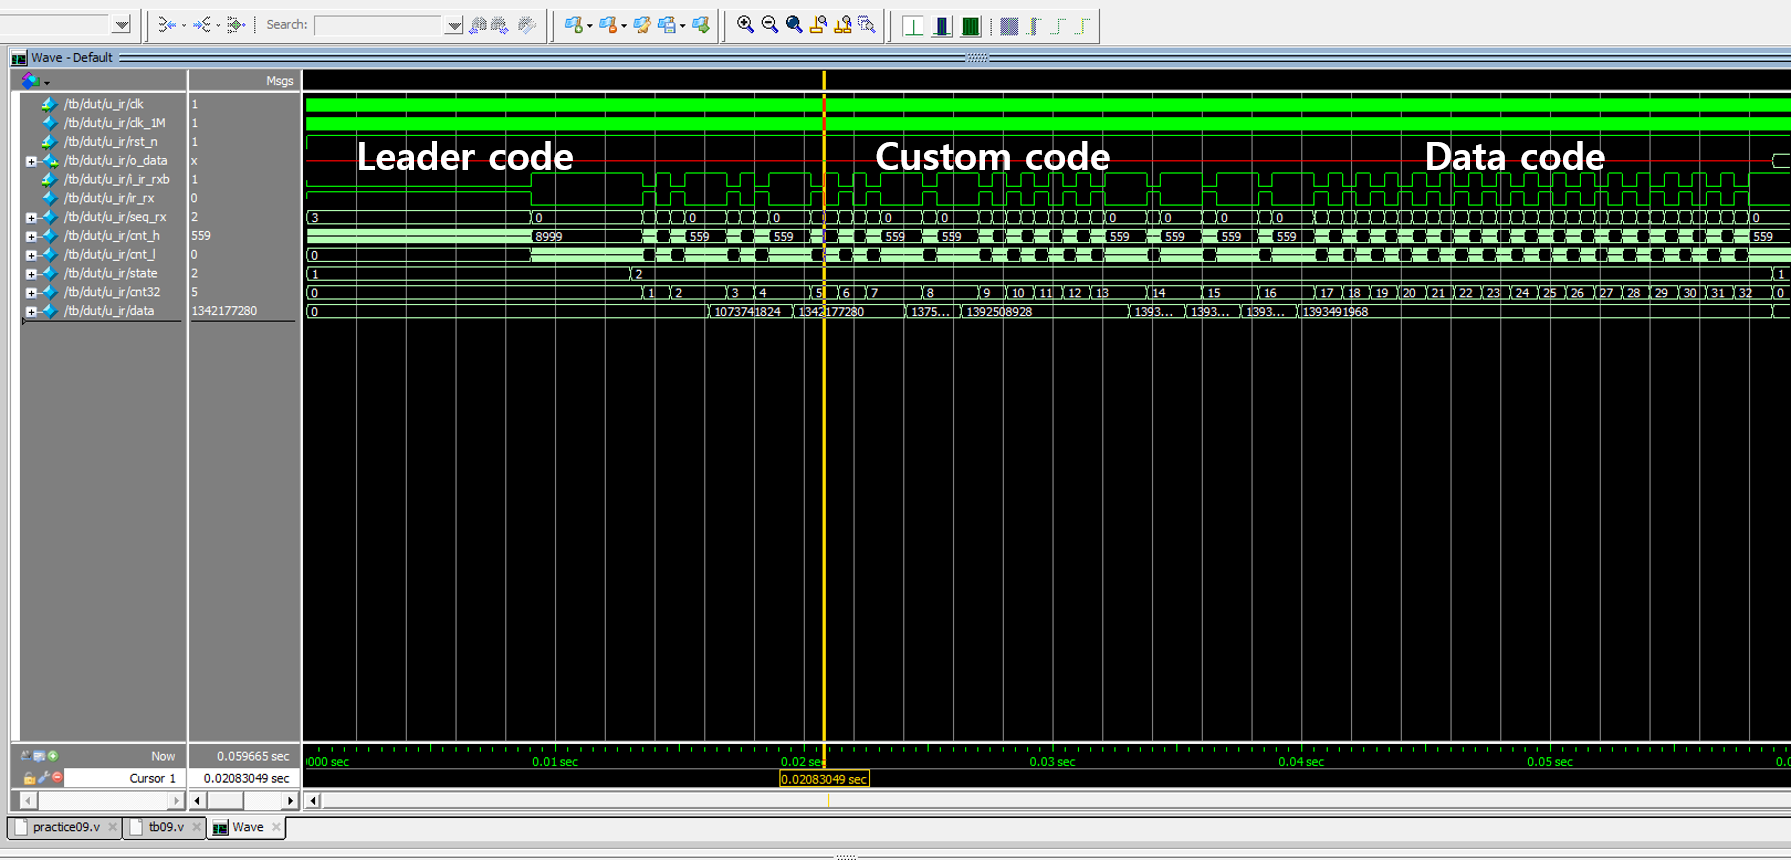 Search:
Wave - Default
Msgs
/tb/dut/u_ir/clk 1
/tb/dut/u_ir/clk_1M 1
/tb/dut/u_ir/rst_n 1
/tb/dut/u_ir/o_data x
/tb/dut/u_ir/i_ir_rxb 1
/tb/dut/u_ir/ir_rx 0
/tb/dut/u_ir/seq_rx 2 3 0 0 0 0 0 0 0 0 0 0
/tb/dut/u_ir/cnt_h 559 8999 559 559 559 559 559 559 559 559 559
/tb/dut/u_ir/cnt_l 0 0
/tb/dut/u_ir/state 2 1 2 1
/tb/dut/u_ir/cnt32 5 0 1 2 3 4 5 6 7 8 9 10 11 12 13 14 15 16 17 18 19 20 21 22 23 24 25 26 27 28 29 30 31 32 0
/tb/dut/u_ir/data 1342177280 0 1073741824 1342177280 1375... 1392508928 1393... 1393... 1393... 1393491968
Leader code Custom code Data code
Now 0.059665 sec
000 sec 0.01 sec 0.02 sec 0.03 sec 0.04 sec 0.05 sec
Cursor 1 0.02083049 sec
0.02083049 sec
practice09.v tb09.v Wave